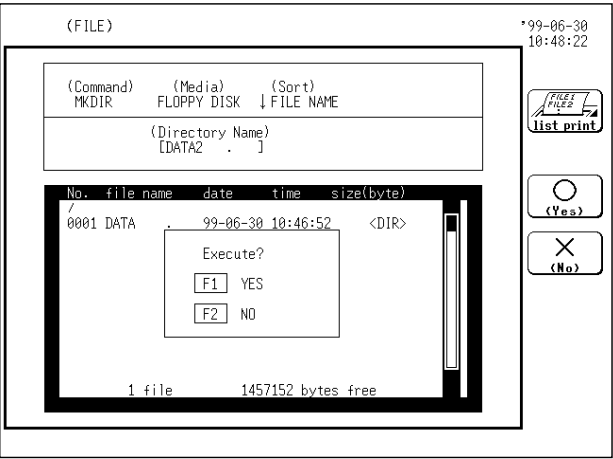 (FILE)
'99-06-30
10:48:22
(Command) (Media) (Sort)
MKDIR FLOPPY DISK ↓FILE NAME
(Directory Name)
[DATA2 . ]
FILE1
FILE2
list print
No. file name date time size(byte)
/
0001 DATA . 99-06-30 10:46:52 <DIR>
Execute?
F1 YES
F2 NO
(Yes)
(No)
1 file 1457152 bytes free